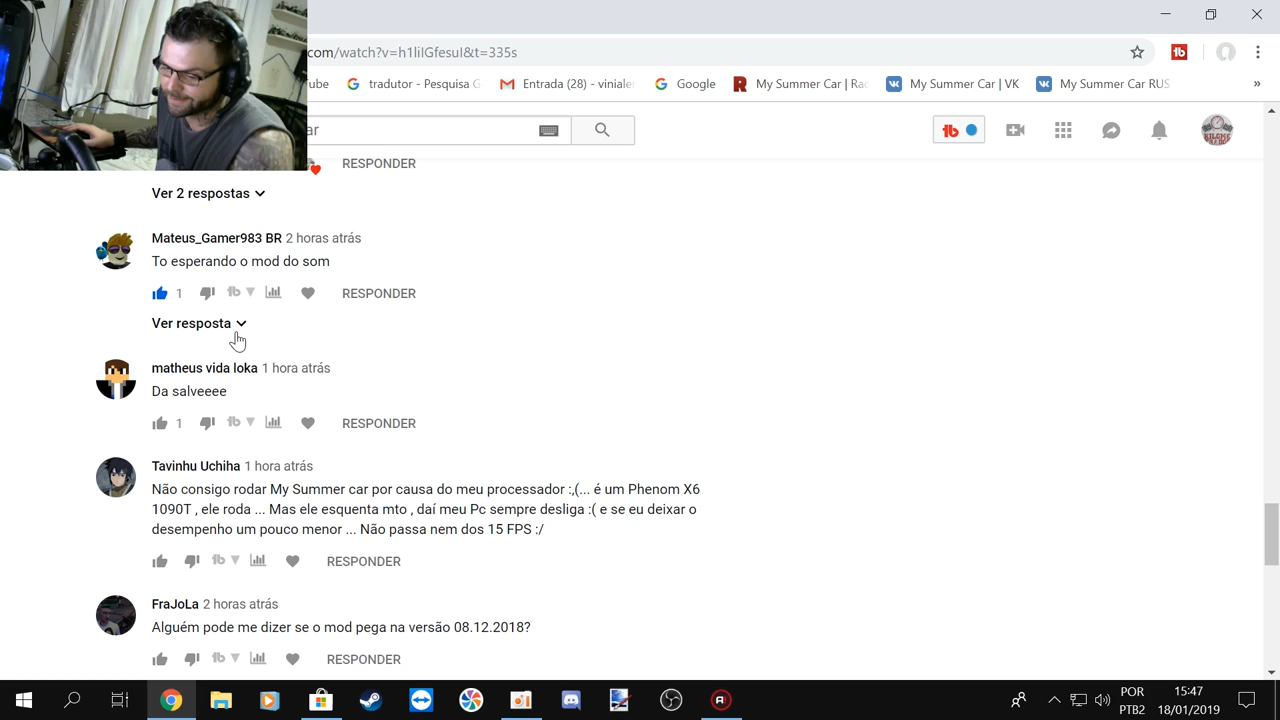 com/watch?v=h1liIGfesuI&t=335s
ube
tradutor - Pesquisa G
Entrada (28) - viniale
Google
My Summer Car | Ra
My Summer Car | VK
My Summer Car RUS
»
ar
RESPONDER
Ver 2 respostas
Mateus_Gamer983 BR 2 horas atrás
To esperando o mod do som
1
RESPONDER
Ver resposta
matheus vida loka 1 hora atrás
Da salveeee
1
RESPONDER
Tavinhu Uchiha 1 hora atrás
Não consigo rodar My Summer car por causa do meu processador :,(... é um Phenom X6
1090T , ele roda ... Mas ele esquenta mto , daí meu Pc sempre desliga :( e se eu deixar o
desempenho um pouco menor ... Não passa nem dos 15 FPS :/
RESPONDER
FraJoLa 2 horas atrás
Alguém pode me dizer se o mod pega na versão 08.12.2018?
RESPONDER
POR
PTB2
15:47
18/01/2019